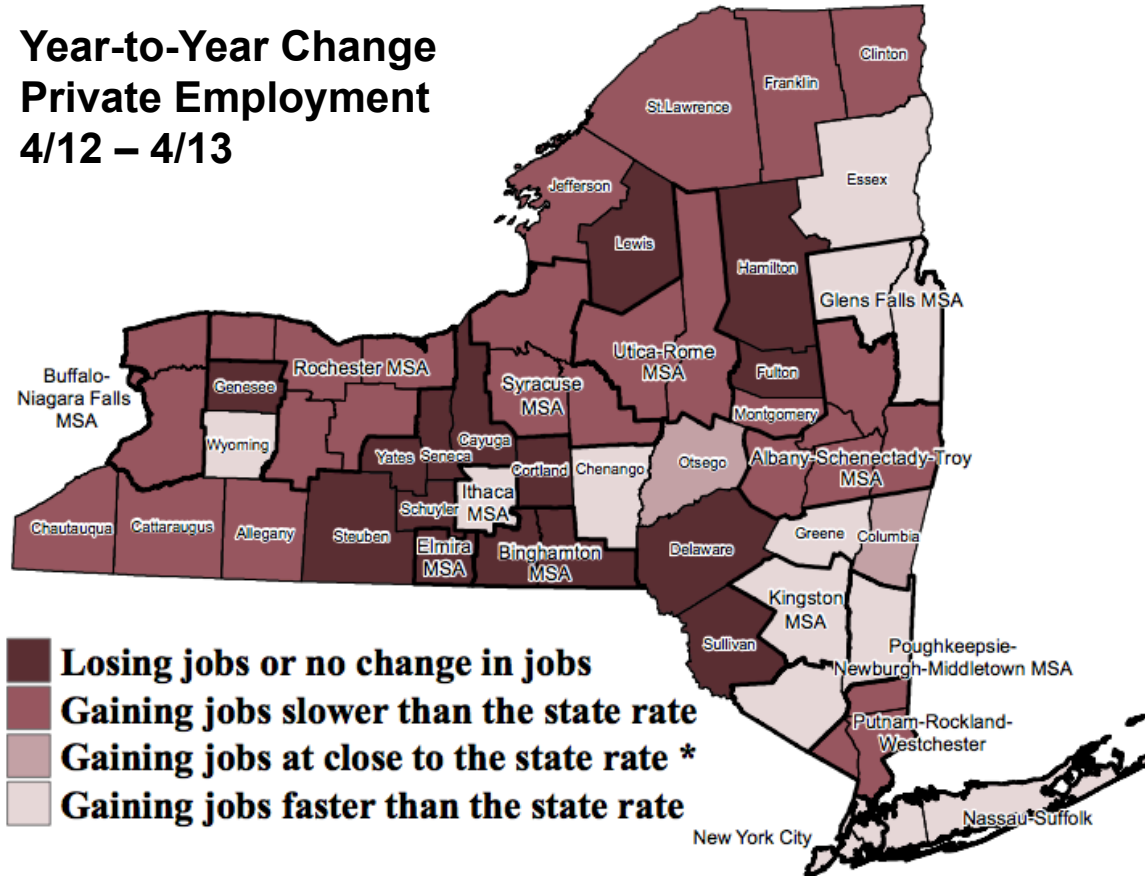 Year-to-Year Change
Private Employment
4/12 – 4/13
Clinton
Franklin
St.Lawrence
Essex
Jefferson
Lewis
Hamilton
Glens Falls MSA
Utica-Rome
MSA
Fulton
Montgomery
Rochester MSA
Buffalo-
Niagara Falls
MSA
Genesee
Wyoming
Syracuse
MSA
Cayuga
Yates
Seneca
Cortland
Chenango
Otsego
Albany-Schenectady-Troy
MSA
Ithaca
MSA
Schuyler
Chautauqua
Cattaraugus
Allegany
Steuben
Elmira
MSA
Binghamton
MSA
Delaware
Greene
Columbia
Kingston
MSA
Sullivan
Poughkeepsie-
Newburgh-Middletown MSA
Putnam-Rockland-
Westchester
Nassau-Suffolk
New York City
Losing jobs or no change in jobs
Gaining jobs slower than the state rate
Gaining jobs at close to the state rate *
Gaining jobs faster than the state rate